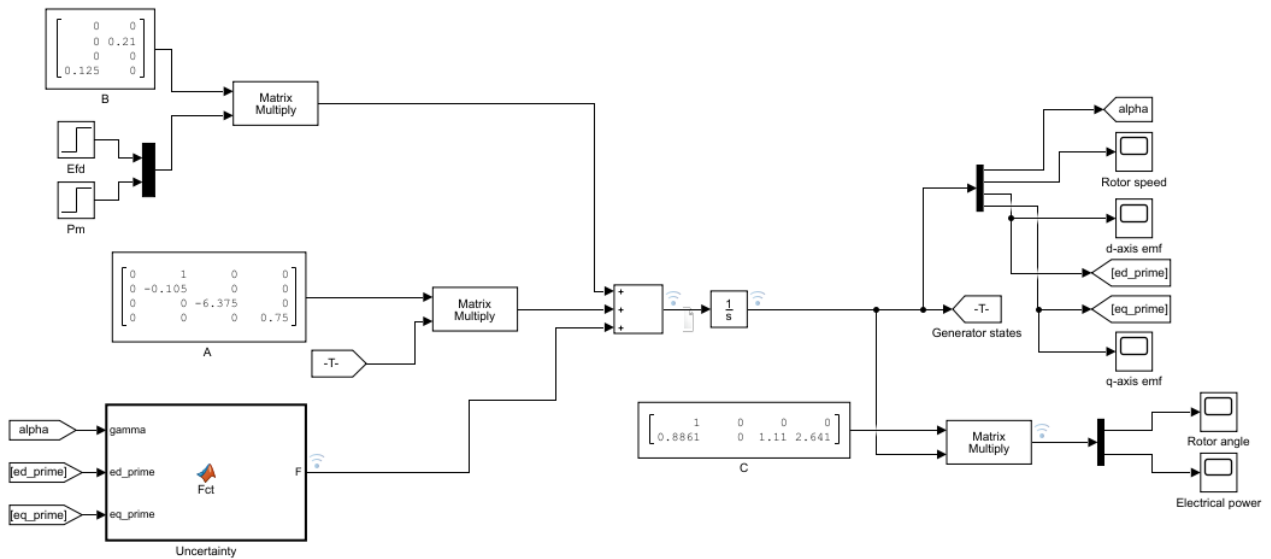 0 0
0 0.21
0 0
0.125 0
B
Matrix
Multiply
Efd
Pm
0 1 0 0
0 -0.105 0 0
0 0 -6.375 0
0 0 0 0.75
A
Matrix
Multiply
-T-
alpha
[ed_prime]
[eq_prime]
gamma
ed_prime
eq_prime
F
Fct
Uncertainty
+
+
+
1
s
-T-
Generator states
1 0 0 0
0.8861 0 1.11 2.641
C
Matrix
Multiply
alpha
Rotor speed
d-axis emf
[ed_prime]
[eq_prime]
q-axis emf
Rotor angle
Electrical power